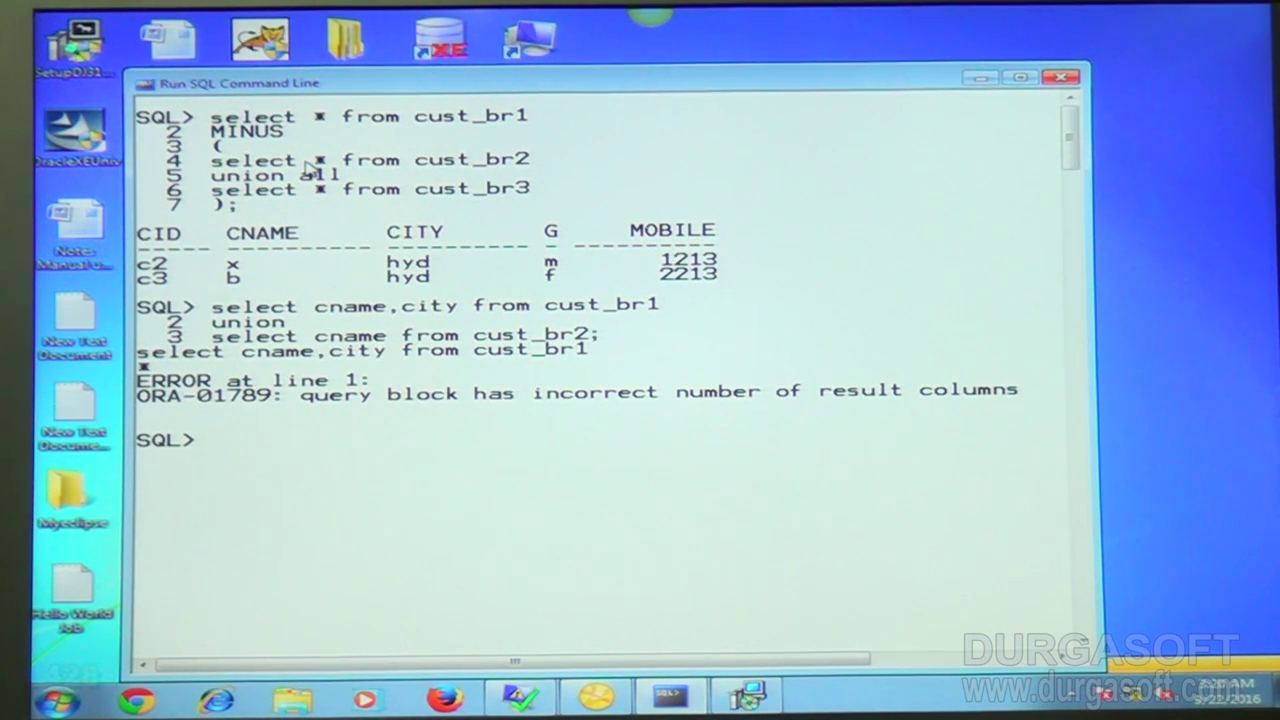 SetupDJ31...
XE
Run SQL Command Line
SQL> select * from cust_br1
2 MINUS
3 (
4 select * from cust_br2
5 union all
6 select * from cust_br3
7 );
CID CNAME CITY G MOBILE
----- ---------- ---------- - ----------
c2 x hyd m 1213
c3 b hyd f 2213
SQL> select cname,city from cust_br1
2 union
3 select cname from cust_br2;
select cname,city from cust_br1
*
ERROR at line 1:
ORA-01789: query block has incorrect number of result columns
SQL>
OracleXEUniv...
Notes
Manual u...
New Text
Document
New Text
Docume...
Myeclipse
Hello World
Job
DURGASOFT
www.durgasoft.com
9/22/2016